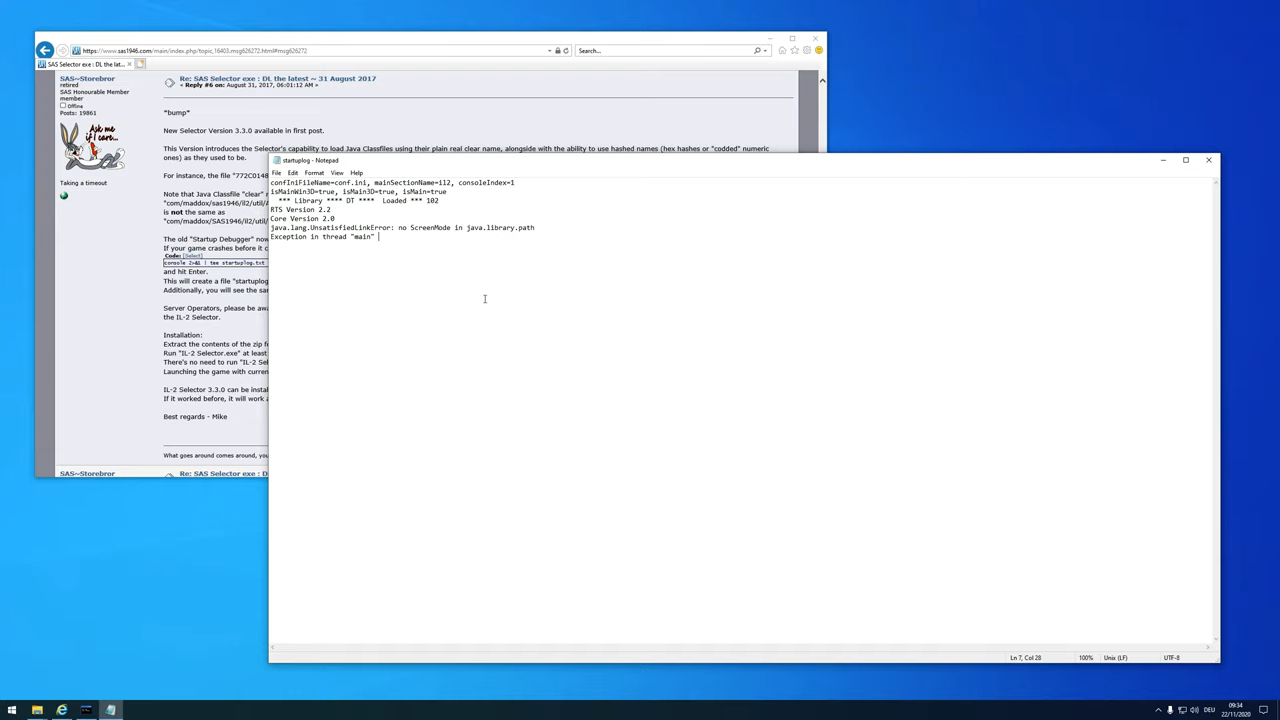 https://www.sas1946.com/main/index.php/topic,16403.msg626272.html#msg626272
Search...
SAS Selector exe : DL the lat...
SAS~Storebror
retired
SAS Honourable Member
member
Offline
Posts: 19861
Ask me
if I care...
Taking a timeout
Re: SAS Selector exe : DL the latest ~ 31 August 2017
« Reply #6 on: August 31, 2017, 06:01:12 AM »
*bump*
New Selector Version 3.3.0 available in first post.
This Version introduces the Selector's capability to load Java Classfiles using their plain real clear name, alongside with the ability to use hashed names (hex hashes or "codded" numeric
ones) as they used to be.
For instance, the file "772C01
Note that Java Classfile "clear"
"com/maddox/sas1946/il2/util/A
is not the same as
"com/maddox/SAS1946/il2/util/
The old "Startup Debugger" now
If your game crashes before it c
Code: [Select]
console 2>&1 | tee startuplog.txt
and hit Enter.
This will create a file "startuplog
Additionally, you will see the sa
Server Operators, please be awa
the IL-2 Selector.
Installation:
Extract the contents of the zip fo
Run "IL-2 Selector.exe" at least
There's no need to run "IL-2 Sel
Launching the game with curren
IL-2 Selector 3.3.0 can be instal
If it worked before, it will work a
Best regards - Mike
What goes around comes around, you
SAS~Storebror
Re: SAS Selector exe : D
startuplog - Notepad
File Edit Format View Help
confIniFileName=conf.ini, mainSectionName=il2, consoleIndex=1
isMainWin3D=true, isMain3D=true, isMain=true
*** Library **** DT **** Loaded *** 102
RTS Version 2.2
Core Version 2.0
java.lang.UnsatisfiedLinkError: no ScreenMode in java.library.path
Exception in thread "main"
Ln 7, Col 28
100%
Unix (LF)
UTF-8
DEU
09:34
22/11/2020